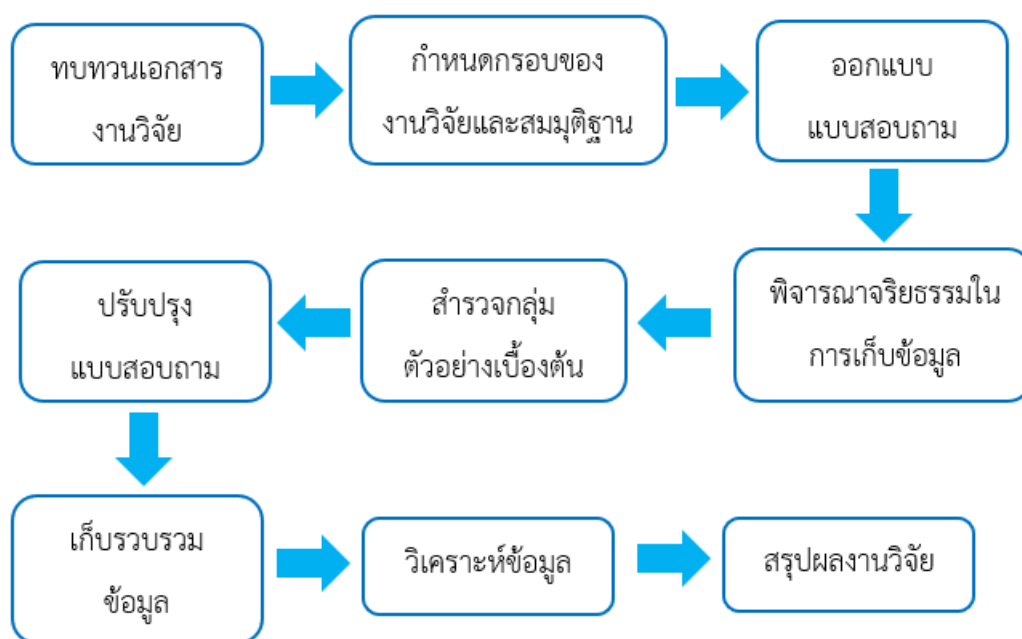 ทบทวนเอกสาร
งานวิจัย
กำหนดกรอบของ
งานวิจัยและสมมุติฐาน
ออกแบบ
แบบสอบถาม
พิจารณาจริยธรรมใน
การเก็บข้อมูล
สำรวจกลุ่ม
ตัวอย่างเบื้องต้น
ปรับปรุง
แบบสอบถาม
เก็บรวบรวม
ข้อมูล
วิเคราะห์ข้อมูล
สรุปผลงานวิจัย